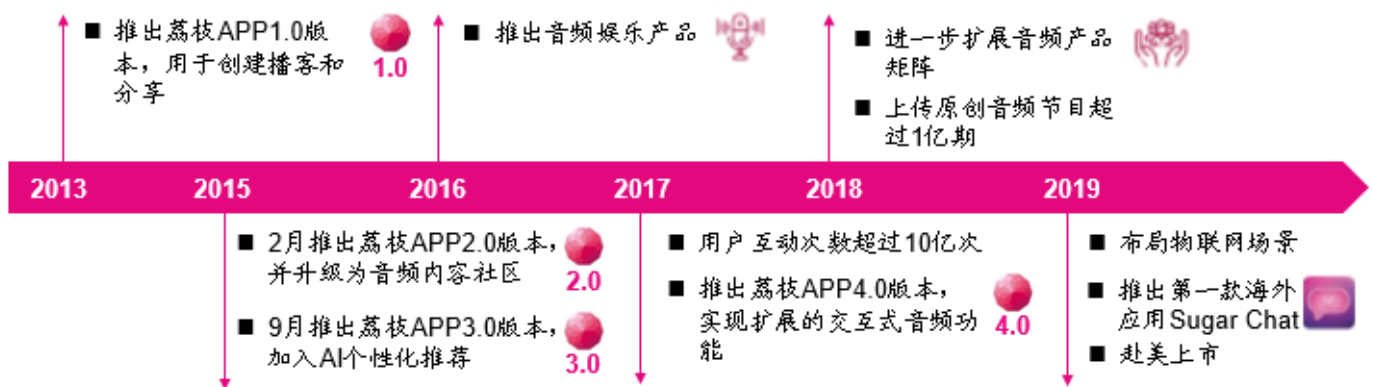 ■ 推出荔枝APP1.0版
本，用于创建播客和
分享
1.0
■ 推出音频娱乐产品
■ 进一步扩展音频产品
矩阵
■ 上传原创音频节目超
过1亿期
2013 2015 2016 2017 2018 2019
■ 2月推出荔枝APP2.0版本，
并升级为音频内容社区
2.0
■ 9月推出荔枝APP3.0版本，
加入AI个性化推荐
3.0
■ 用户互动次数超过10亿次
■ 推出荔枝APP4.0版本，
实现扩展的交互式音频功
能
4.0
■ 布局物联网场景
■ 推出第一款海外
应用Sugar Chat
■ 赴美上市